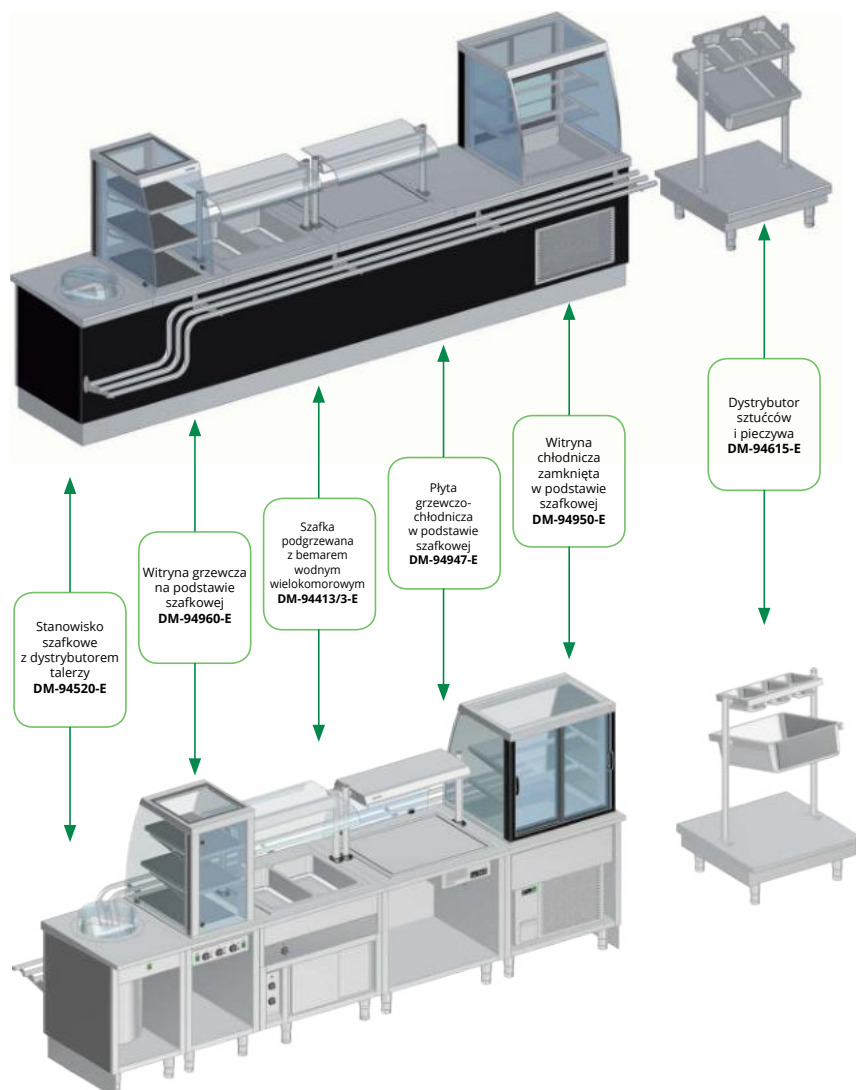 Stanowisko
szafkowe
z dystrybutorem
talerzy
DM-94520-E
Witryna grzewcza
na podstawie
szafkowej
DM-94960-E
Szafka
podgrzewana
z bemarem
wodnym
wielokomorowym
DM-94413/3-E
Płyta
grzewczo-
chłodnicza
w podstawie
szafkowej
DM-94947-E
Witryna
chłodnicza
zamknięta
w podstawie
szafkowej
DM-94950-E
Dystrybutor
sztućców
i pieczywa
DM-94615-E